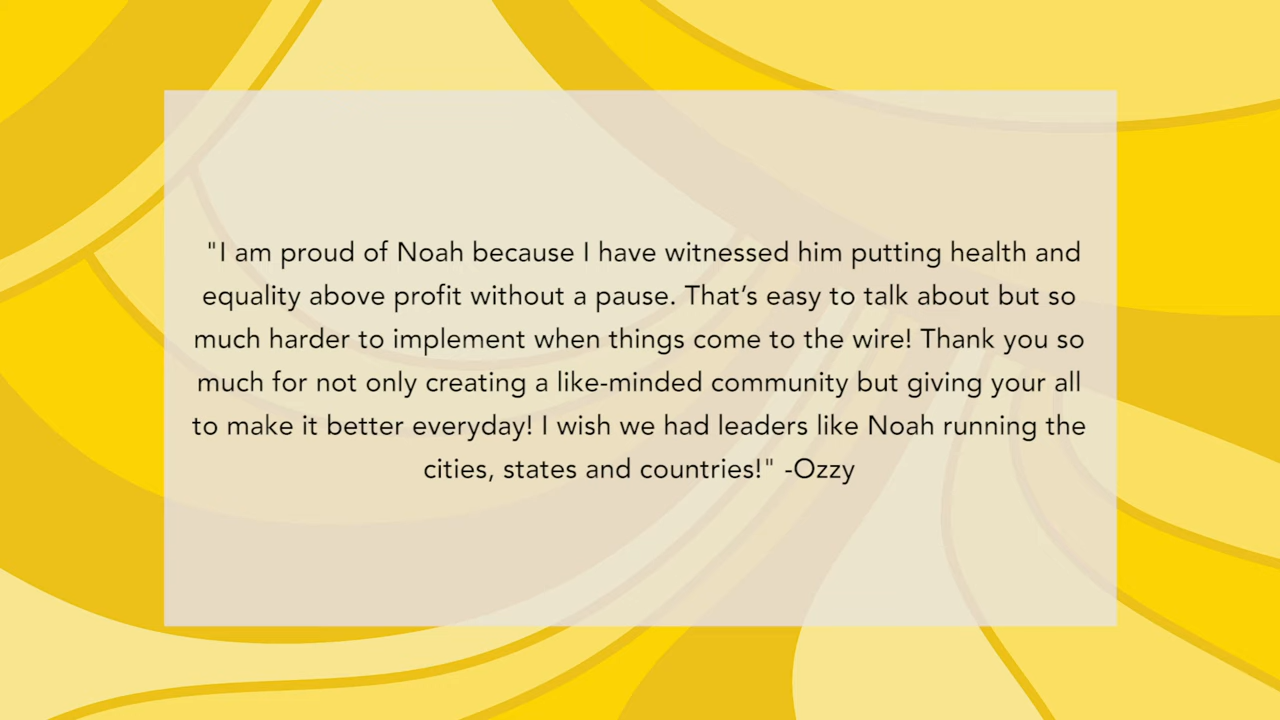 "I am proud of Noah because I have witnessed him putting health and
equality above profit without a pause. That’s easy to talk about but so
much harder to implement when things come to the wire! Thank you so
much for not only creating a like-minded community but giving your all
to make it better everyday! I wish we had leaders like Noah running the
cities, states and countries!" -Ozzy